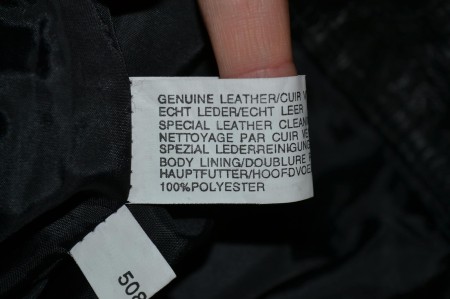 GENUINE LEATHER/CUIR
ECHT LEDER/ECHT LEER
SPECIAL LEATHER CLEAN
NETTOYAGE PAR CUIR VE
SPEZIAL LEDERREINIGUNG
BODY LINING/DOUBLURE
HAUPTFUTTER/HOOFDVOE
100%POLYESTER
508